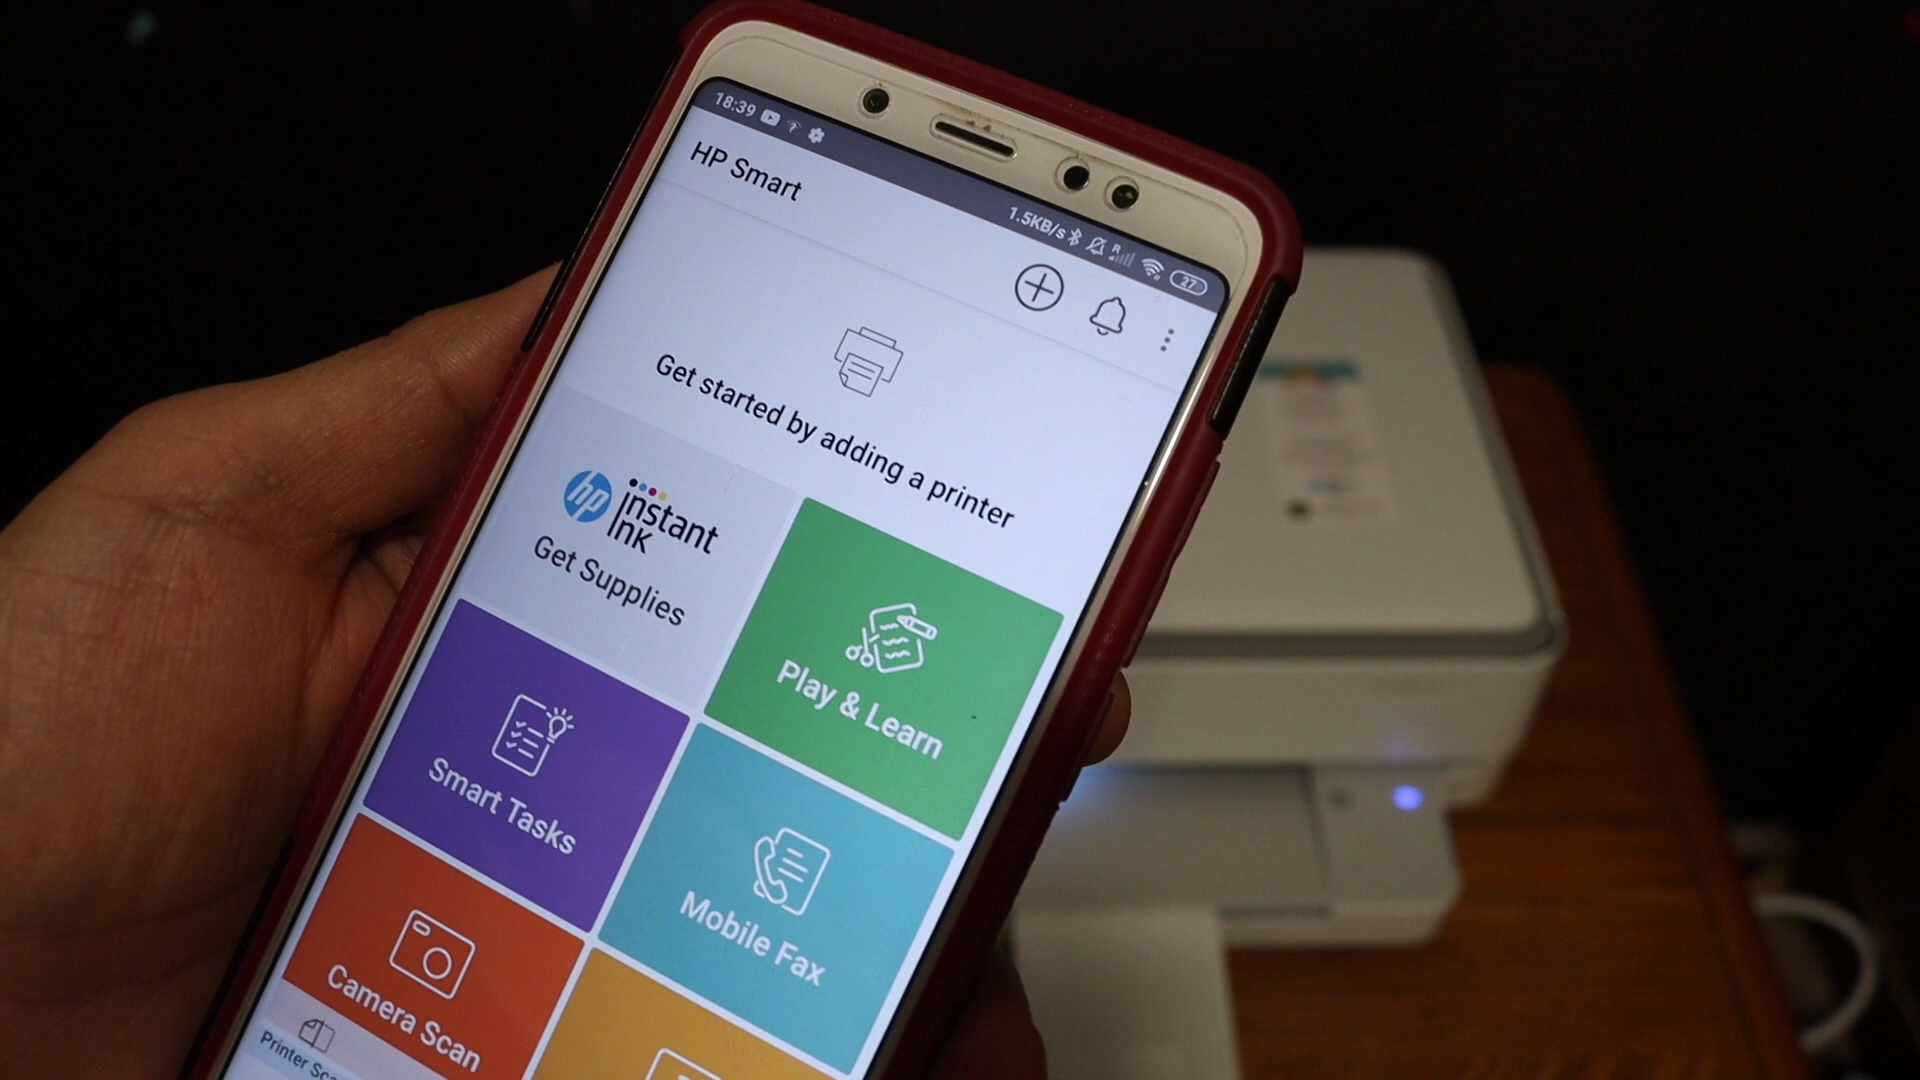 18:39
1.5KB/s R 27
HP Smart
Get started by adding a printer
hp instant
ink
Get Supplies
Play & Learn
Smart Tasks
Mobile Fax
Camera Scan
Printer